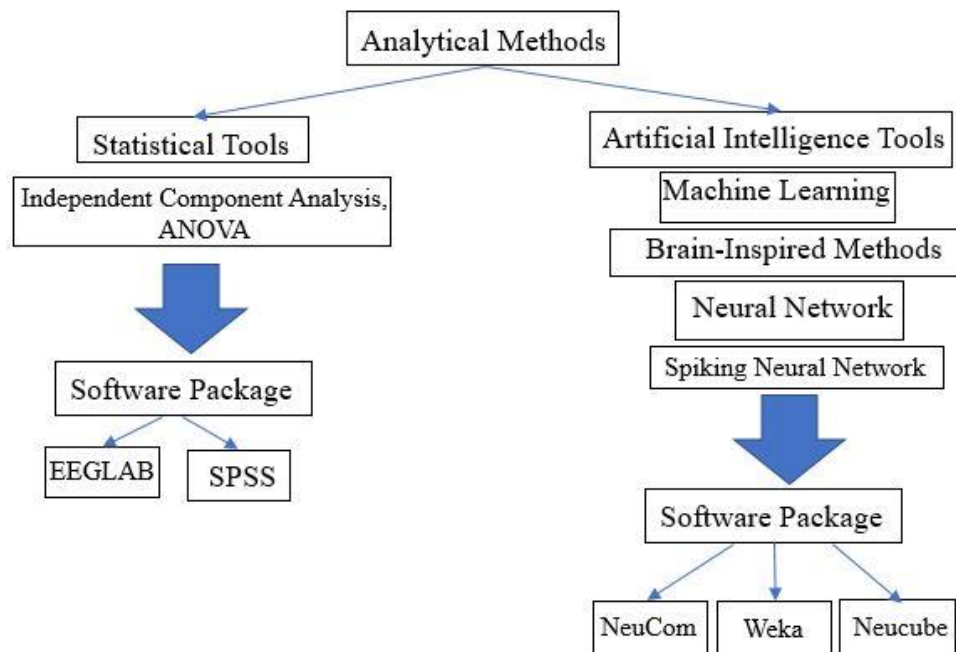 Analytical Methods
Statistical Tools
Independent Component Analysis,
ANOVA
Software Package
EEGLAB
SPSS
Artificial Intelligence Tools
Machine Learning
Brain-Inspired Methods
Neural Network
Spiking Neural Network
Software Package
NeuCom
Weka
Neucube